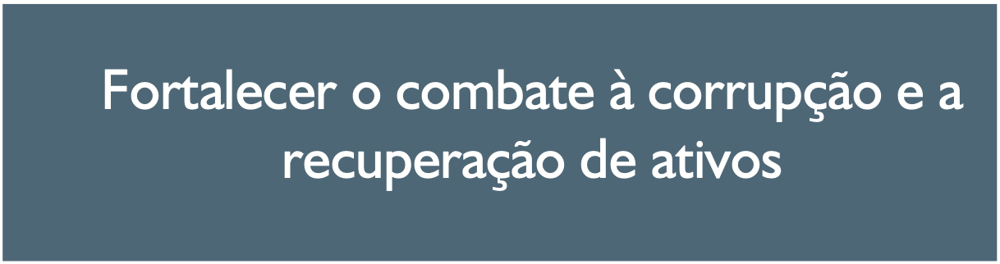 Fortalecer o combate à corrupção e a
recuperação de ativos